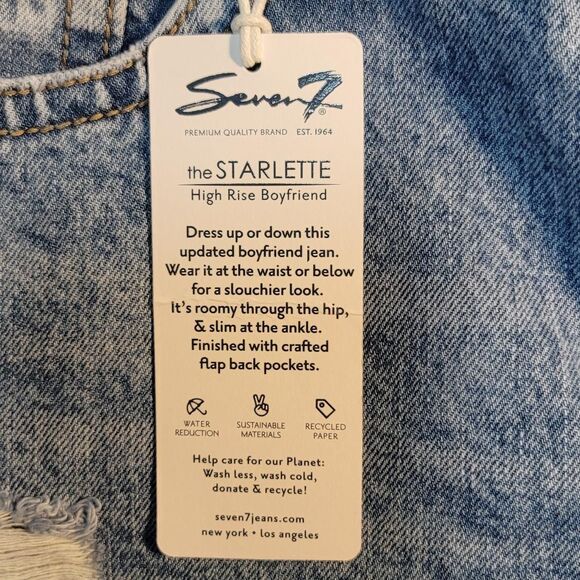 Seven7®
PREMIUM QUALITY BRAND EST. 1964
the STARLETTE
High Rise Boyfriend
Dress up or down this
updated boyfriend jean.
Wear it at the waist or below
for a slouchier look.
It's roomy through the hip,
& slim at the ankle.
Finished with crafted
flap back pockets.
WATER REDUCTION
SUSTAINABLE MATERIALS
RECYCLED PAPER
Help care for our Planet:
Wash less, wash cold,
donate & recycle!
seven7jeans.com
new york • los angeles